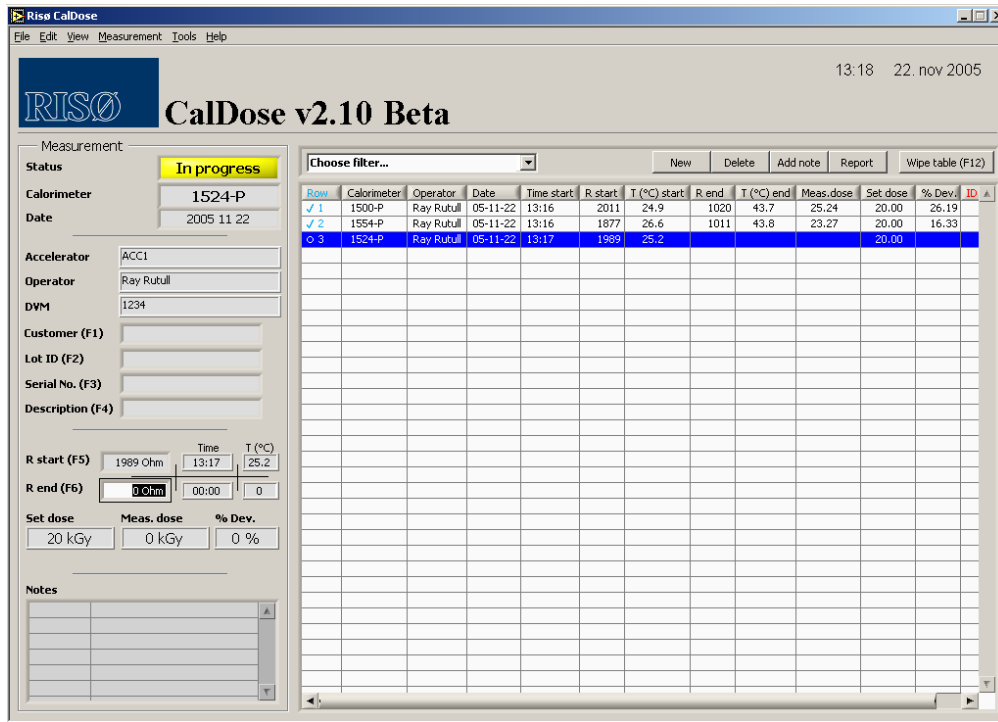 Risø CalDose
File Edit View Measurement Tools Help
13:18 22. nov 2005
RISØ
CalDose v2.10 Beta
Measurement
Status In progress
Calorimeter 1524-P
Date 2005 11 22
Accelerator ACC1
Operator Ray Rutull
DVM 1234
Customer (F1)
Lot ID (F2)
Serial No. (F3)
Description (F4)
Time T (°C)
R start (F5) 1989 Ohm 13:17 25.2
R end (F6) 0 Ohm 00:00 0
Set dose Meas. dose % Dev.
20 kGy 0 kGy 0 %
Notes
Choose filter... New Delete Add note Report Wipe table (F12)
Row Calorimeter Operator Date Time start R start T (°C) start R end T (°C) end Meas.dose Set dose % Dev. ID
✓ 1 1500-P Ray Rutull 05-11-22 13:16 2011 24.9 1020 43.7 25.24 20.00 26.19
✓ 2 1554-P Ray Rutull 05-11-22 13:16 1877 26.6 1011 43.8 23.27 20.00 16.33
○ 3 1524-P Ray Rutull 05-11-22 13:17 1989 25.2 20.00